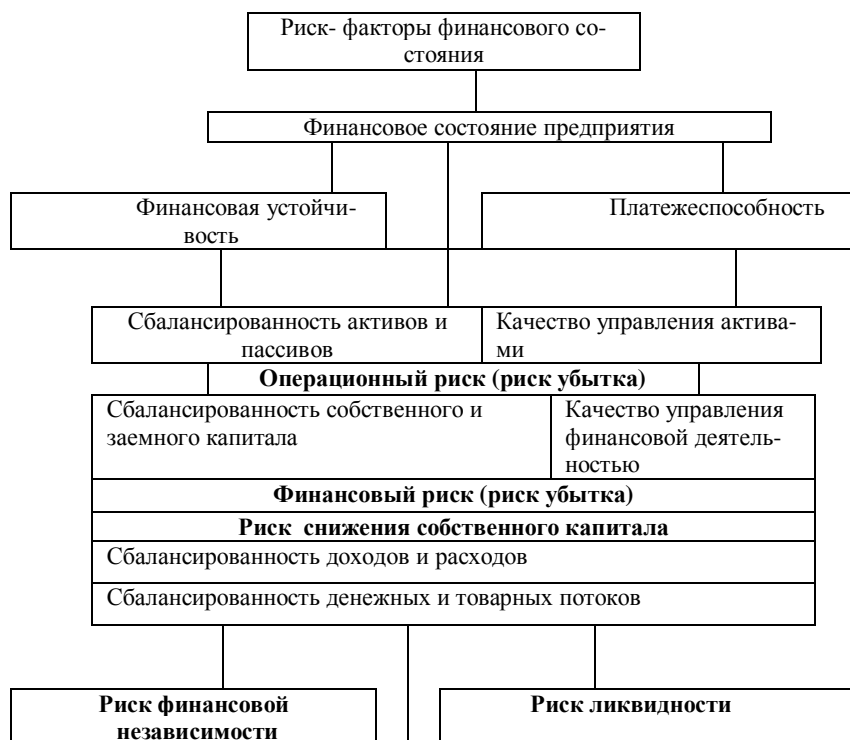 Риск- факторы финансового со-
стояния
Финансовое состояние предприятия
Финансовая устойчи-
вость
Платежеспособность
Сбалансированность активов и
пассивов
Качество управления актива-
ми
Операционный риск (риск убытка)
Сбалансированность собственного и
заемного капитала
Качество управления
финансовой деятель-
ностью
Финансовый риск (риск убытка)
Риск снижения собственного капитала
Сбалансированность доходов и расходов
Сбалансированность денежных и товарных потоков
Риск финансовой
независимости
Риск ликвидности